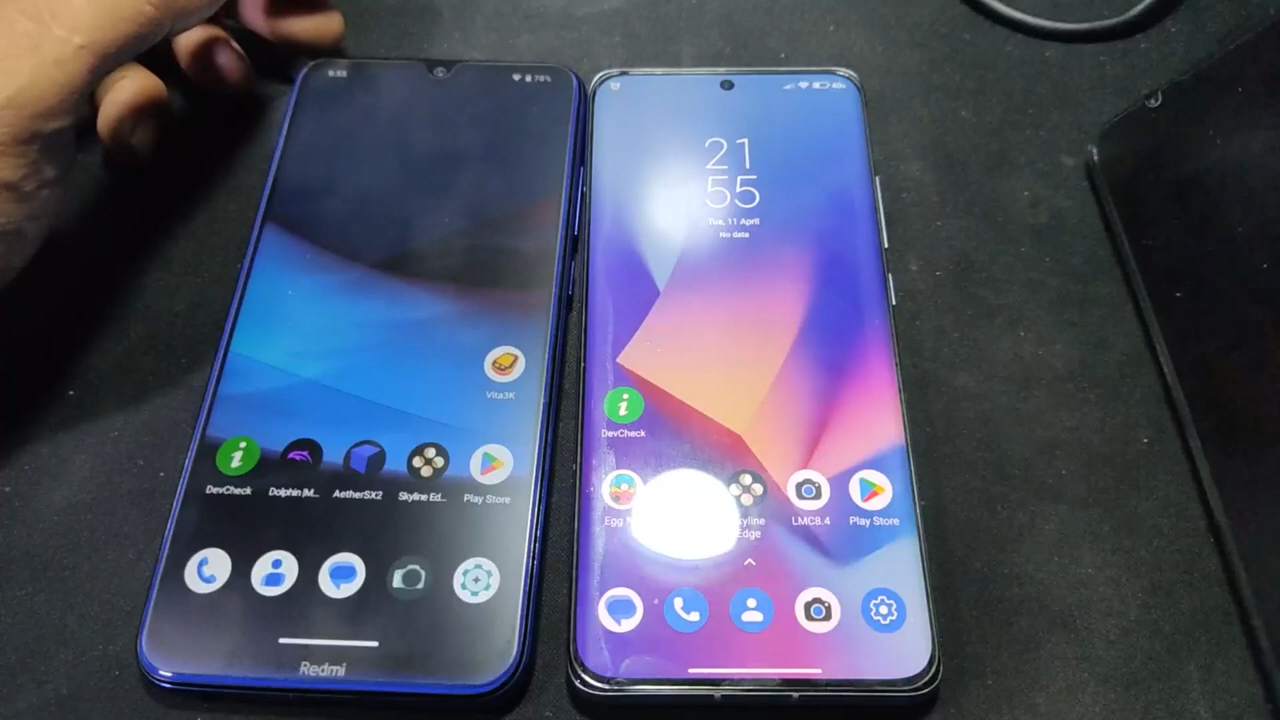 78%
Vita3K
DevCheck
Dolphin (M...
AetherSX2
Skyline Ed...
Play Store
Redmi
21
55
Tue, 11 April
No data
DevCheck
Egg
Edge
LMC8.4
Play Store